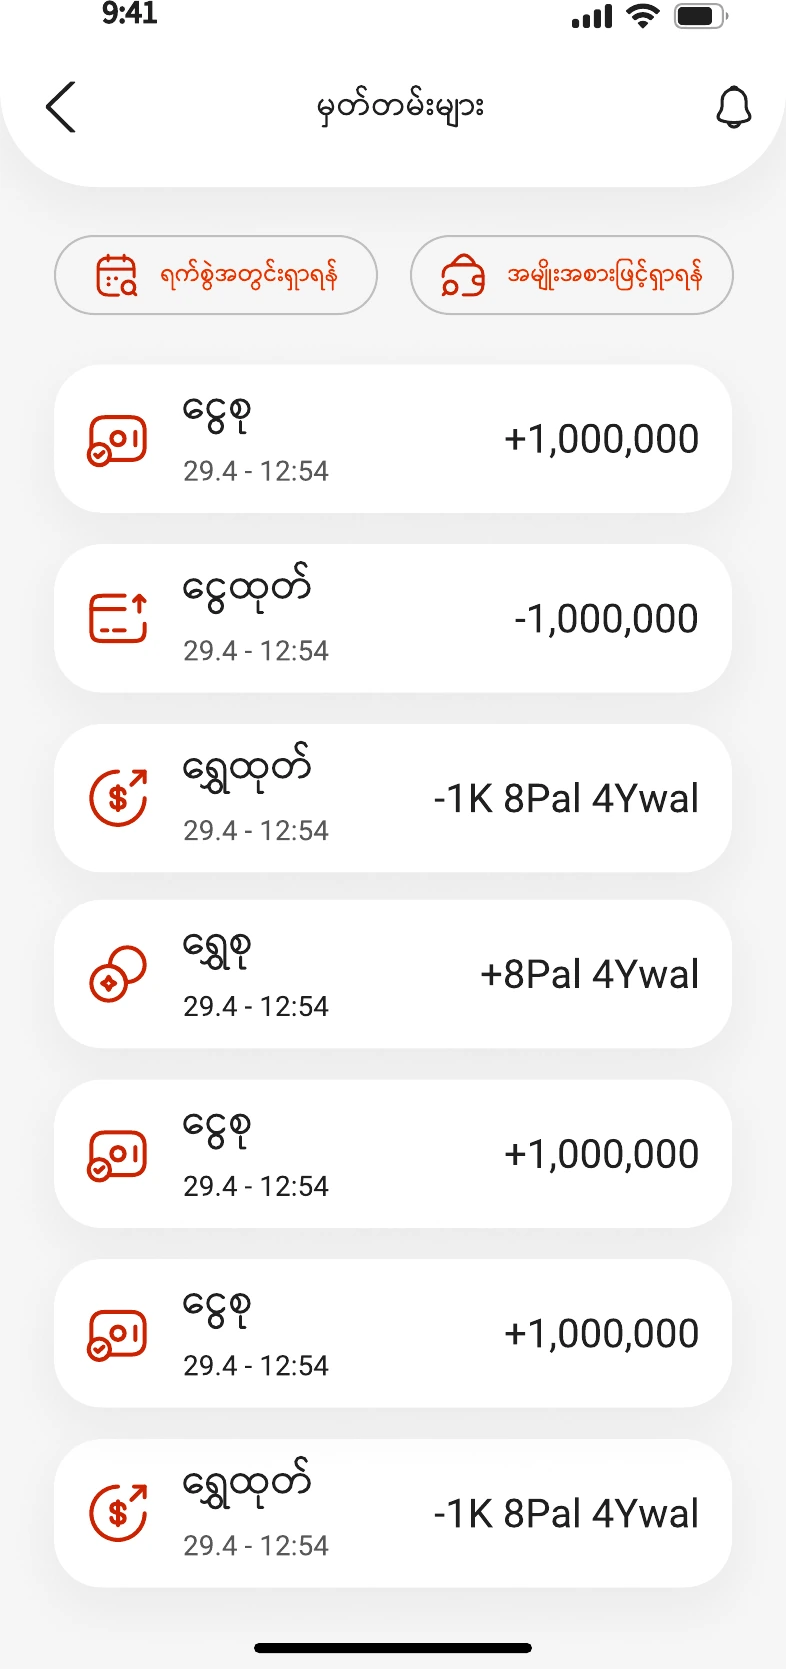 9:41
မှတ်တမ်းများ
ရက်စွဲအတွင်းရှာရန်
အမျိုးအစားဖြင့်ရှာရန်
ငွေစု
+1,000,000
29.4 - 12:54
ငွေထုတ်
-1,000,000
29.4 - 12:54
ရွှေထုတ်
-1K 8Pal 4Ywal
29.4 - 12:54
ရွှေစု
+8Pal 4Ywal
29.4 - 12:54
ငွေစု
+1,000,000
29.4 - 12:54
ငွေစု
+1,000,000
29.4 - 12:54
ရွှေထုတ်
-1K 8Pal 4Ywal
29.4 - 12:54